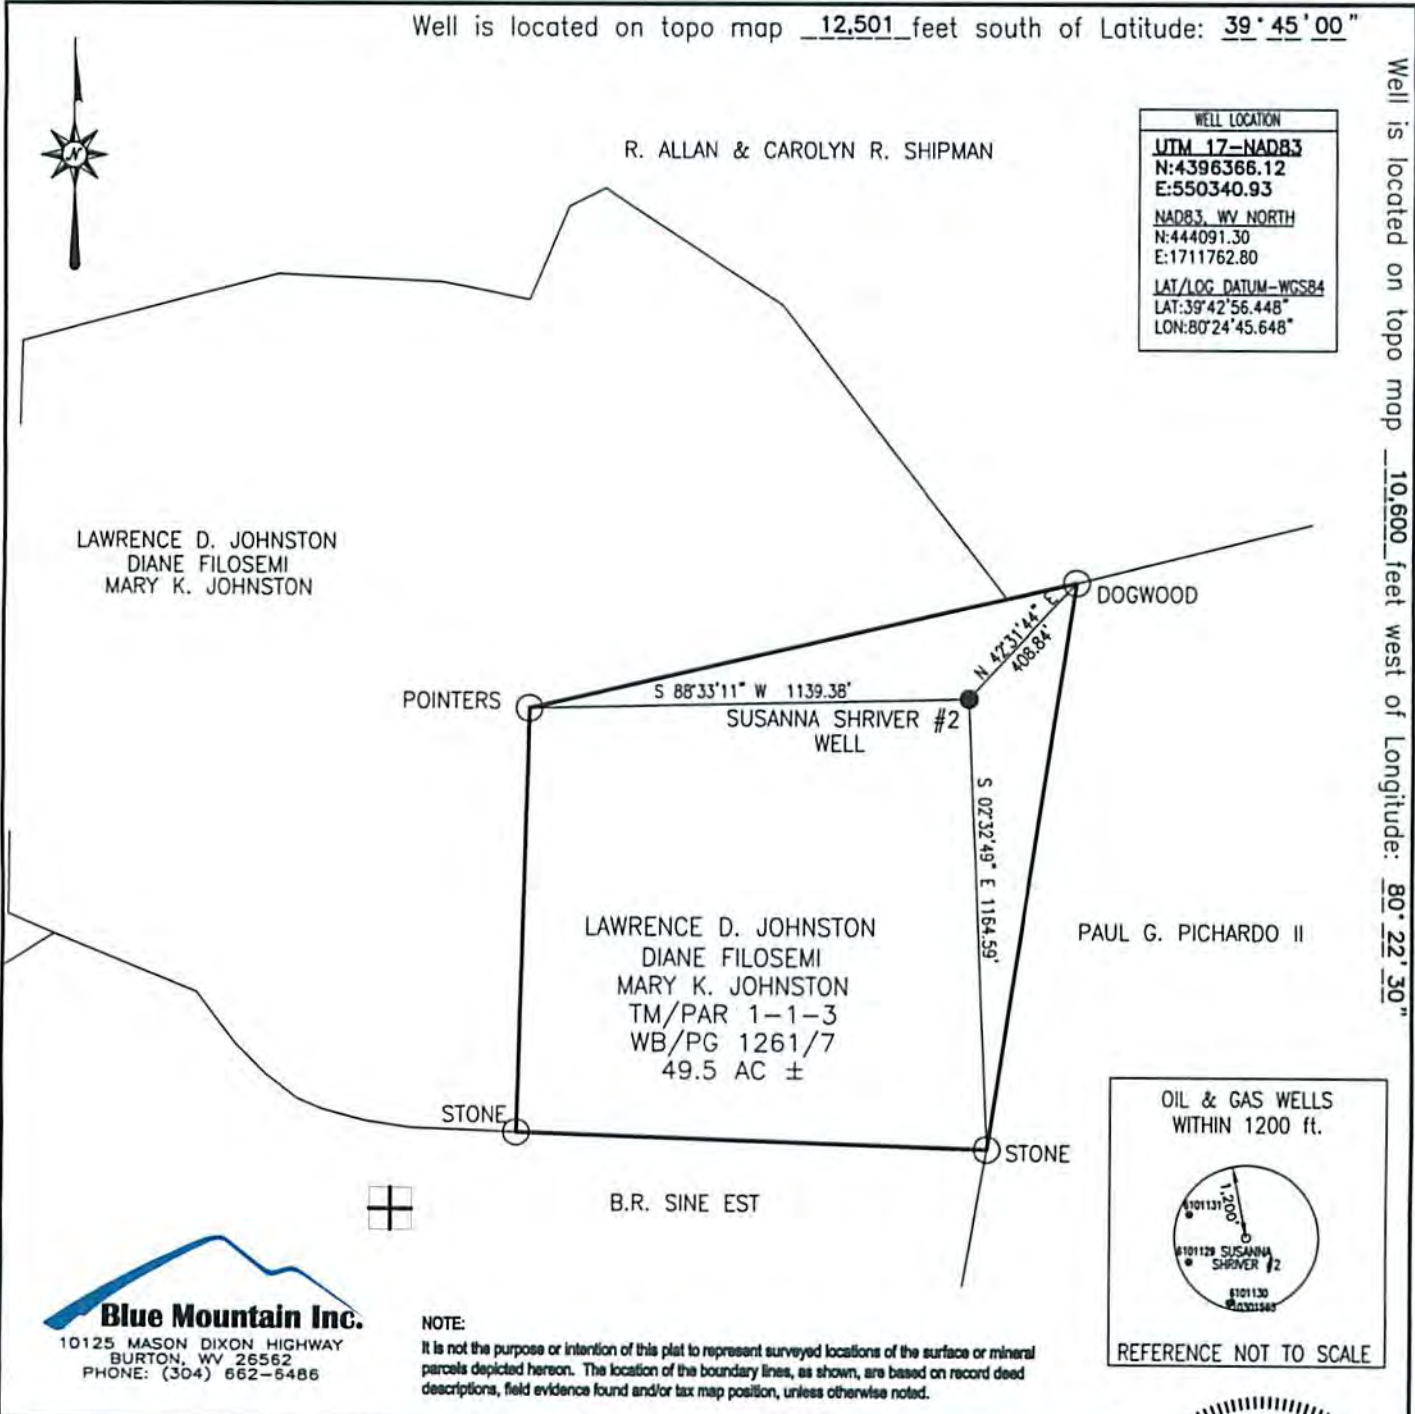 Well is located on topo map 12,501 feet south of Latitude: 39°45'00"
Well is located on topo map 10,600 feet west of Longitude: 80°22'30"
N
R. ALLAN & CAROLYN R. SHIPMAN
WELL LOCATION
UTM 17-NAD83
N:4396366.12
E:550340.93
NAD83, WV NORTH
N:444091.30
E:1711762.80
LAT/LOG DATUM-WGS84
LAT:39°42'56.448"
LON:80°24'45.648"
LAWRENCE D. JOHNSTON
DIANE FILOSEMI
MARY K. JOHNSTON
DOGWOOD
N 42°31'44" E
408.84'
POINTERS
S 88°33'11" W 1139.38'
SUSANNA SHRIVER #2
WELL
S 02°32'49" E 1164.59'
LAWRENCE D. JOHNSTON
DIANE FILOSEMI
MARY K. JOHNSTON
TM/PAR 1-1-3
WB/PG 1261/7
49.5 AC ±
PAUL G. PICHARDO II
STONE
STONE
B.R. SINE EST
OIL & GAS WELLS
WITHIN 1200 ft.
6101131
1,200'
6101129 SUSANNA
SHRIVER #2
6101130
REFERENCE NOT TO SCALE
Blue Mountain Inc.
10125 MASON DIXON HIGHWAY
BURTON, WV 26562
PHONE: (304) 662-6486
NOTE:
It is not the purpose or intention of this plat to represent surveyed locations of the surface or mineral
parcels depicted hereon. The location of the boundary lines, as shown, are based on record deed
descriptions, field evidence found and/or tax map position, unless otherwise noted.